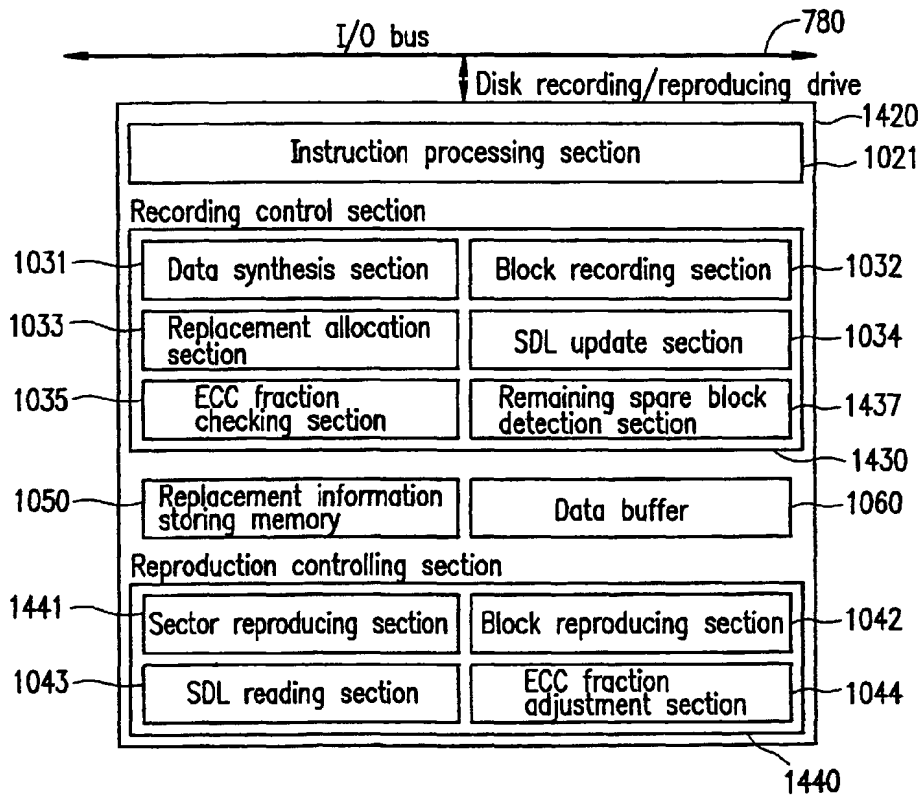 780
I/O bus
Disk recording/reproducing drive
1420
Instruction processing section
1021
Recording control section
1031
Data synthesis section
Block recording section
1032
1033
Replacement allocation
section
SDL update section
1034
1035
ECC fraction
checking section
Remaining spare block
detection section
1437
1430
1050
Replacement information
storing memory
Data buffer
1060
Reproduction controlling section
1441
Sector reproducing section
Block reproducing section
1042
1043
SDL reading section
ECC fraction
adjustment section
1044
1440